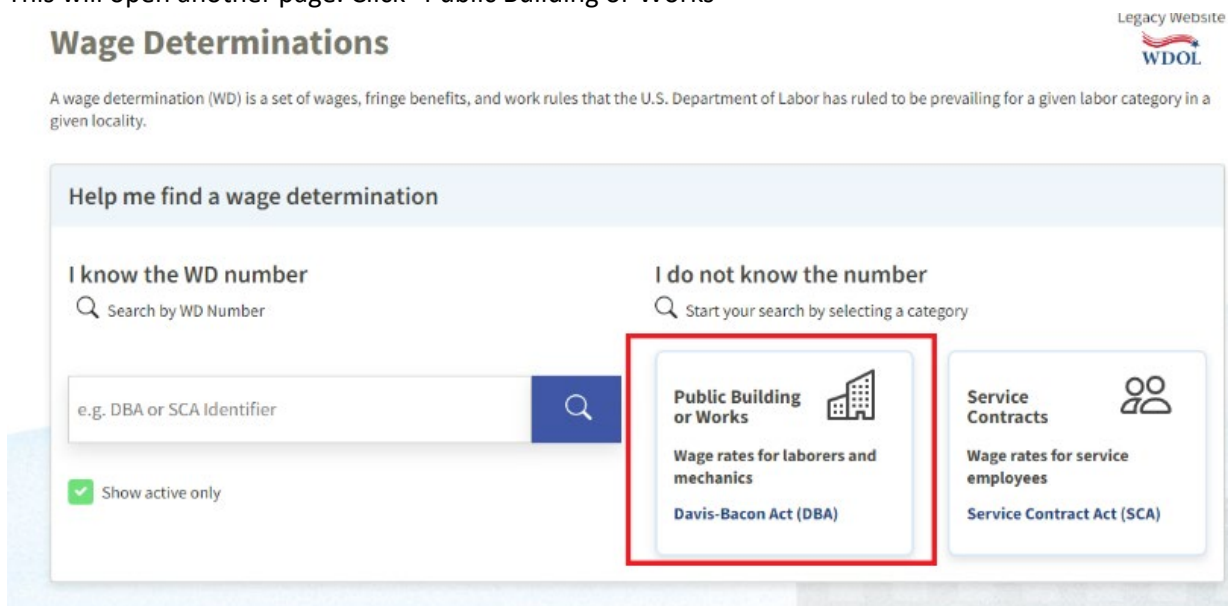 This will open another page. Click "Public Building or Works"
Legacy Website
WDOL
Wage Determinations
A wage determination (WD) is a set of wages, fringe benefits, and work rules that the U.S. Department of Labor has ruled to be prevailing for a given labor category in a
given locality.
Help me find a wage determination
I know the WD number
Search by WD Number
e.g. DBA or SCA Identifier
Show active only
I do not know the number
Start your search by selecting a category
Public Building
or Works
Wage rates for laborers and
mechanics
Davis-Bacon Act (DBA)
Service
Contracts
Wage rates for service
employees
Service Contract Act (SCA)